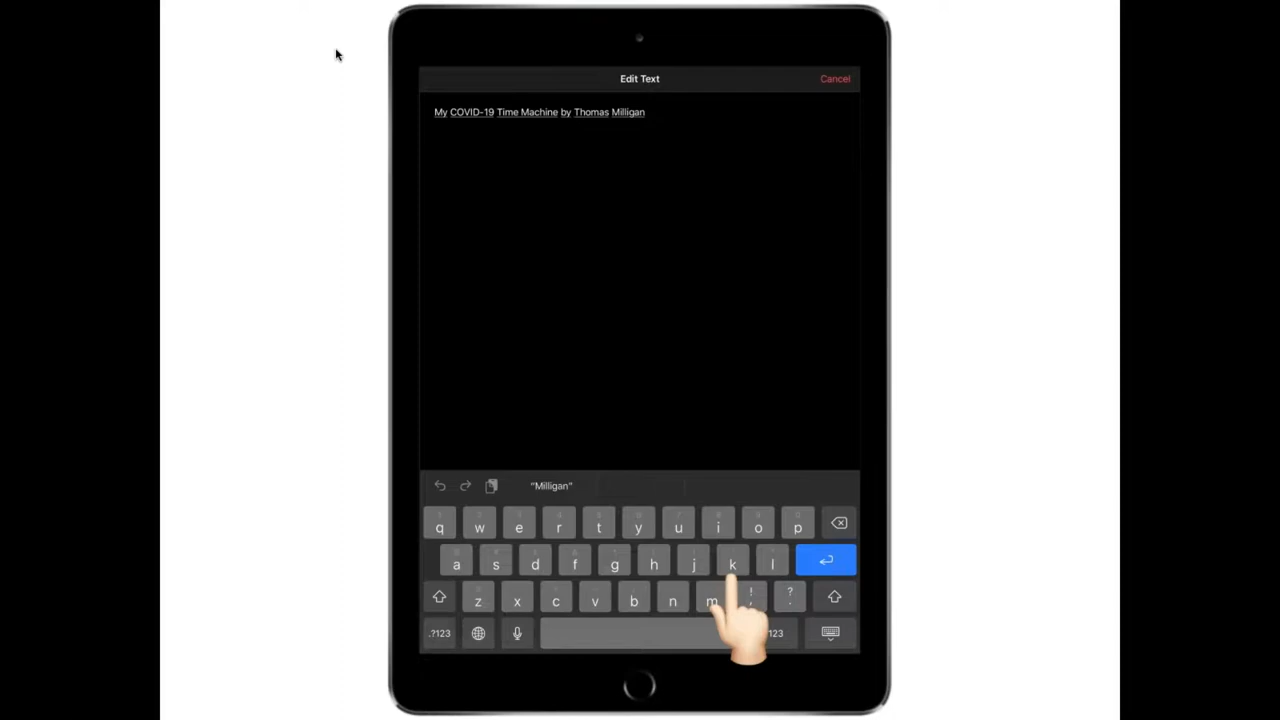 Edit Text
Cancel
My COVID-19 Time Machine by Thomas Milligan
"Milligan"
q w e r t y u i o p
a s d f g h j k l
z x c v b n m ! , ? .
.?123
123